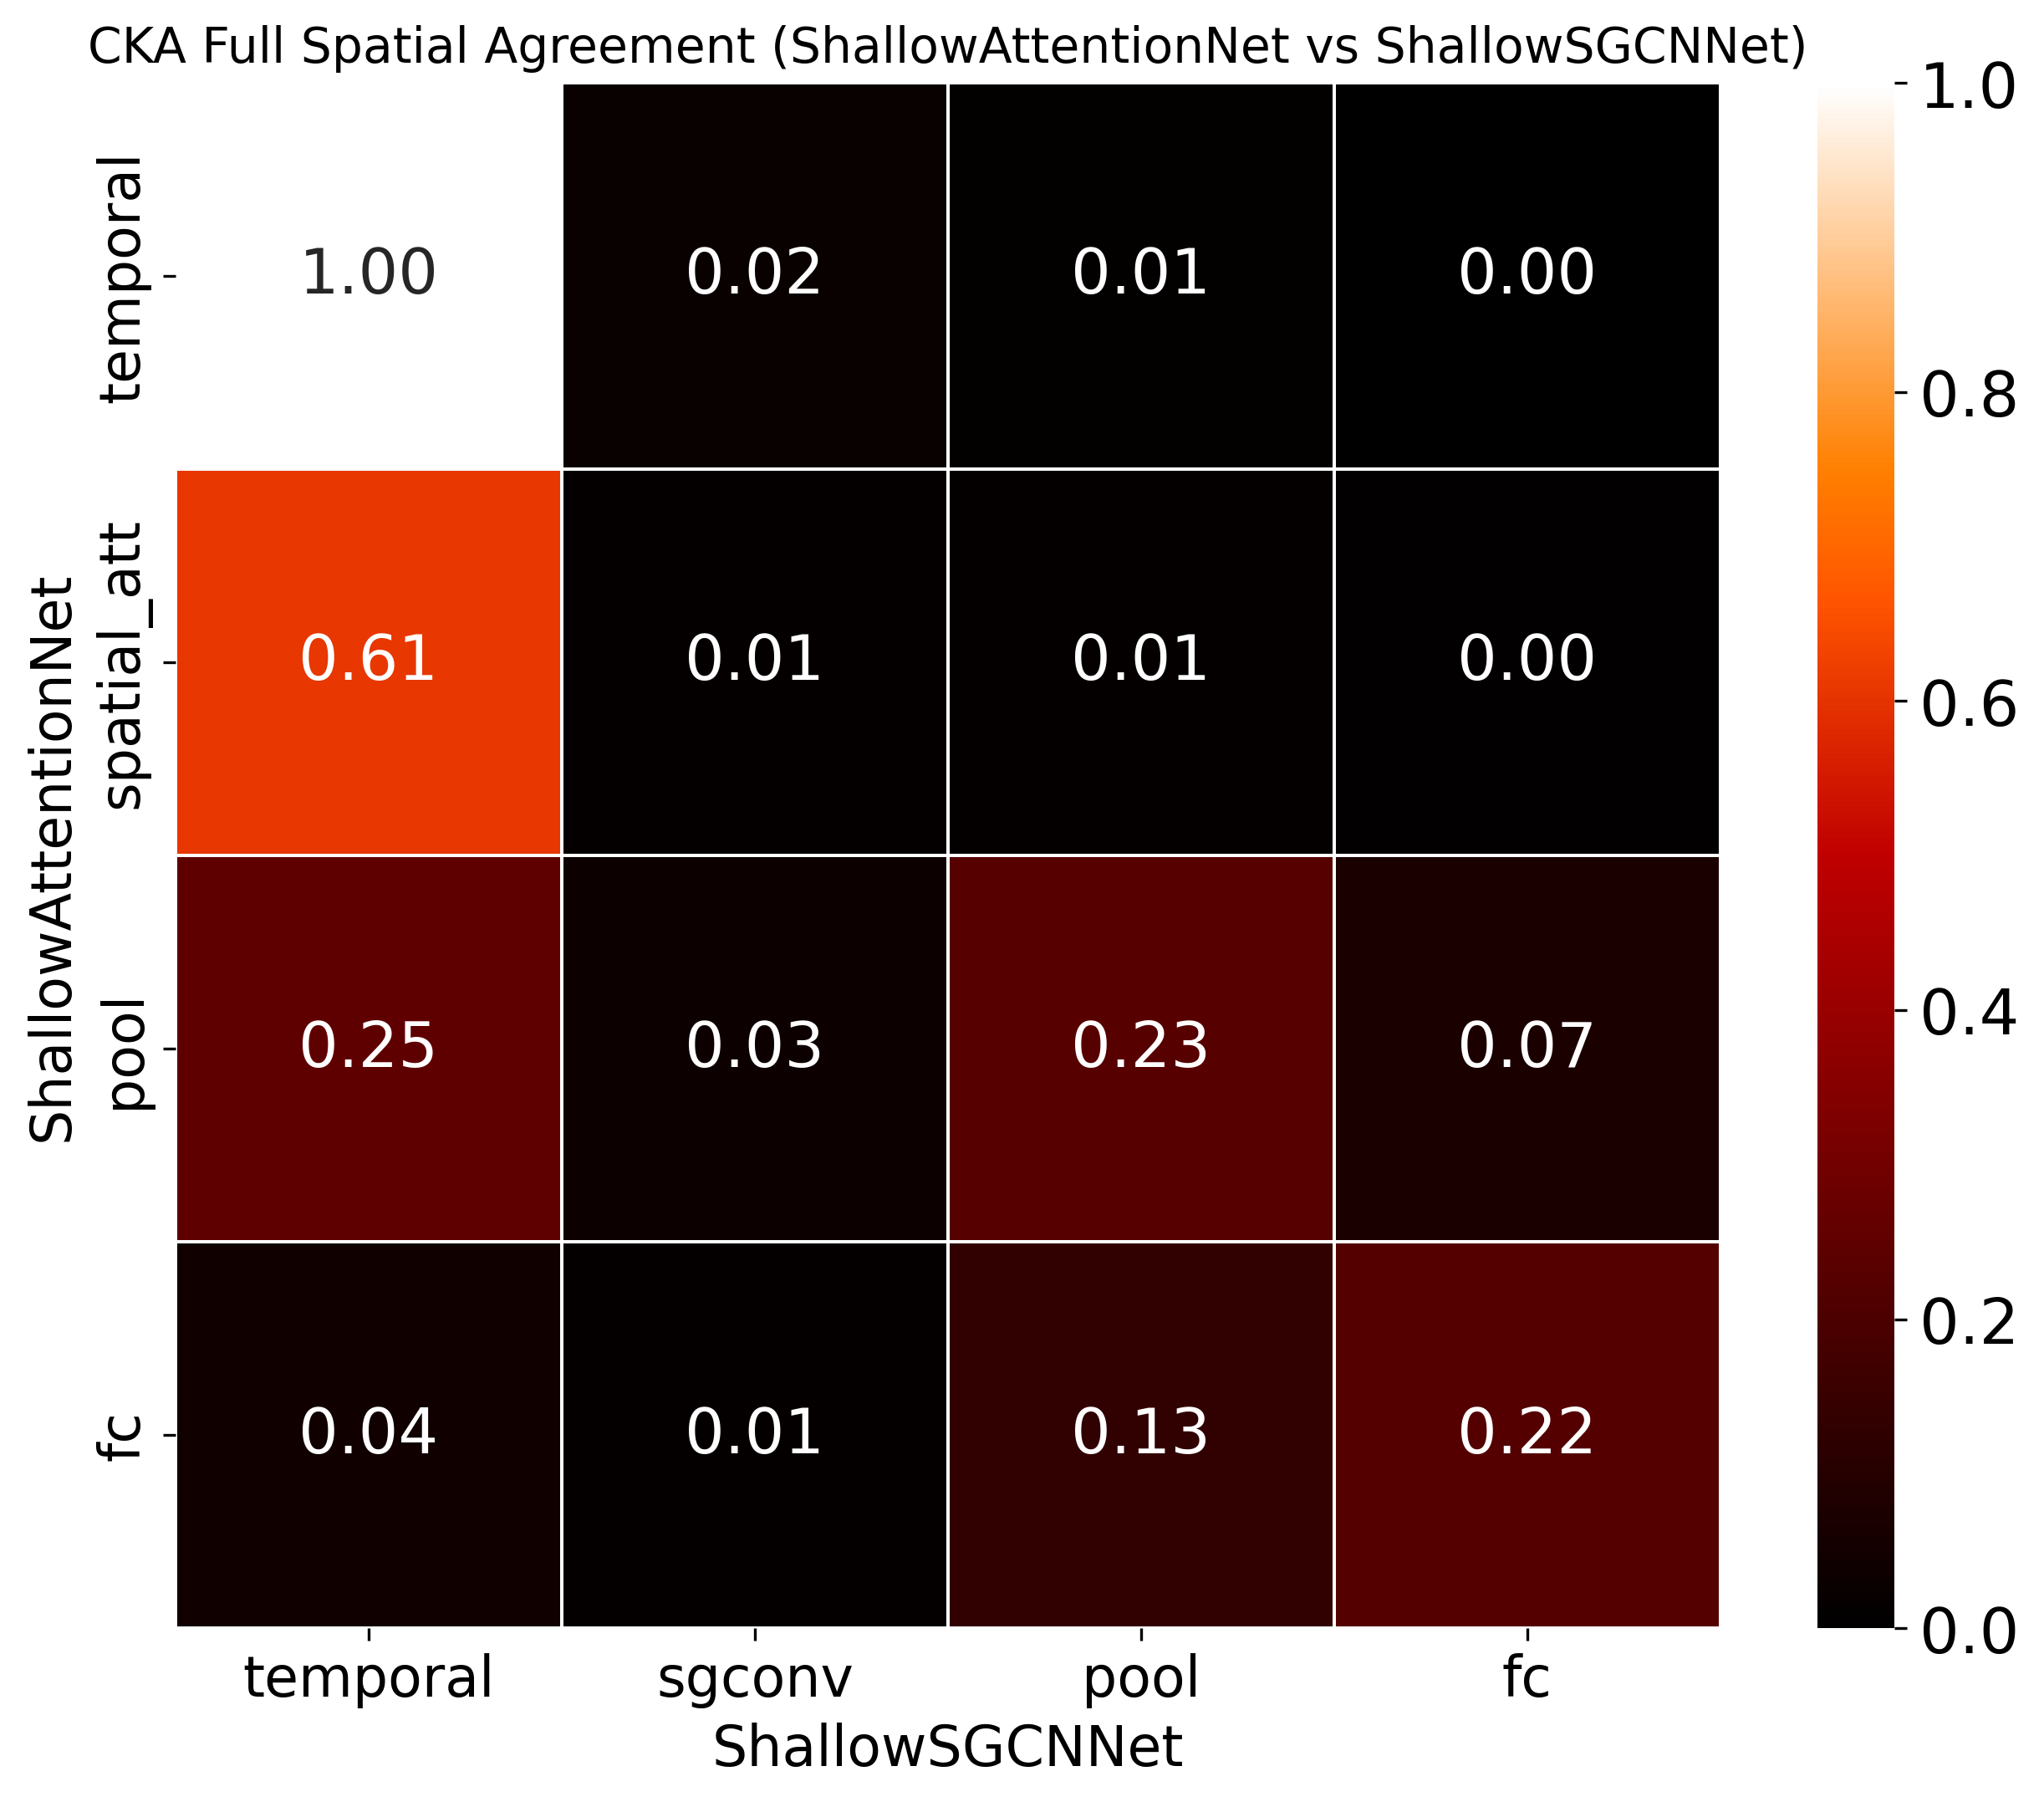 CKA Full Spatial Agreement (ShallowAttentionNet vs ShallowSGCNNet)
ShallowAttentionNet
temporal
1.00 0.02 0.01 0.00
spatial_att
0.61 0.01 0.01 0.00
pool
0.25 0.03 0.23 0.07
fc
0.04 0.01 0.13 0.22
temporal sgconv pool fc
ShallowSGCNNet
1.0
0.8
0.6
0.4
0.2
0.0